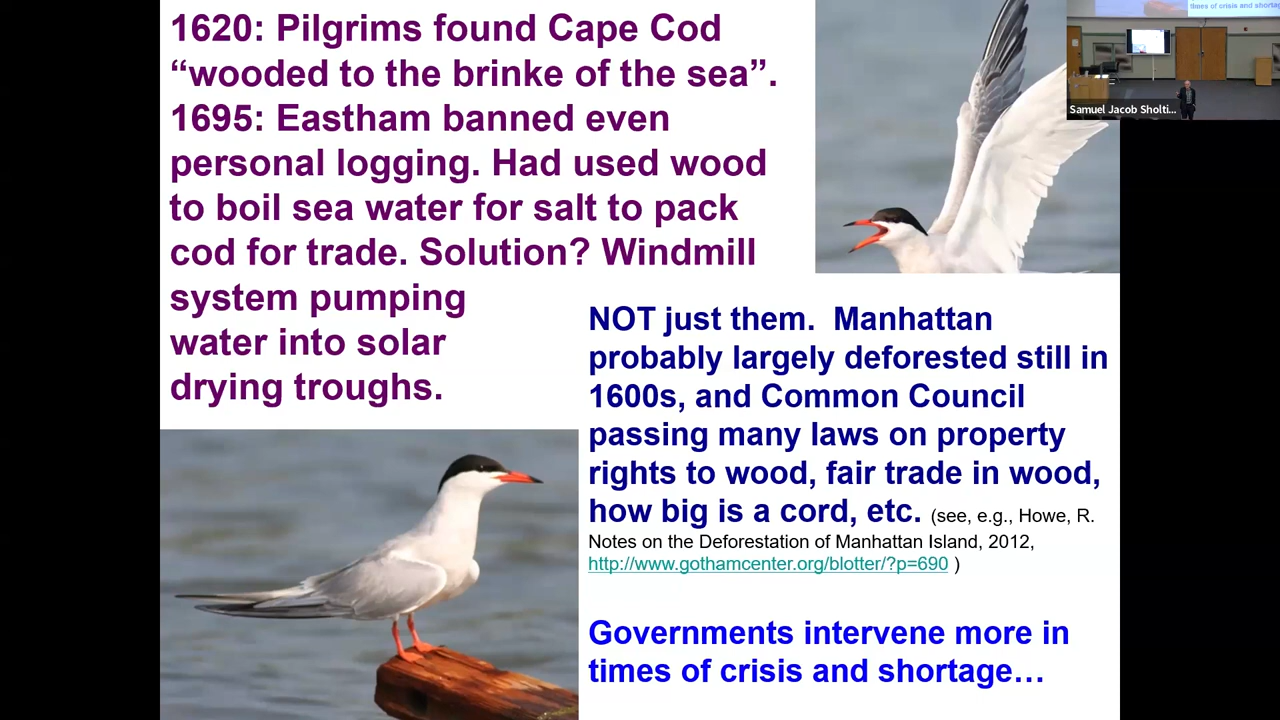 1620: Pilgrims found Cape Cod
“wooded to the brinke of the sea”.
1695: Eastham banned even
personal logging. Had used wood
to boil sea water for salt to pack
cod for trade. Solution? Windmill
system pumping
water into solar
drying troughs.
NOT just them.  Manhattan
probably largely deforested still in
1600s, and Common Council
passing many laws on property
rights to wood, fair trade in wood,
how big is a cord, etc. (see, e.g., Howe, R.
Notes on the Deforestation of Manhattan Island, 2012,
http://www.gothamcenter.org/blotter/?p=690 )
Governments intervene more in
times of crisis and shortage…
times of crisis and shortag
Samuel Jacob Sholti...